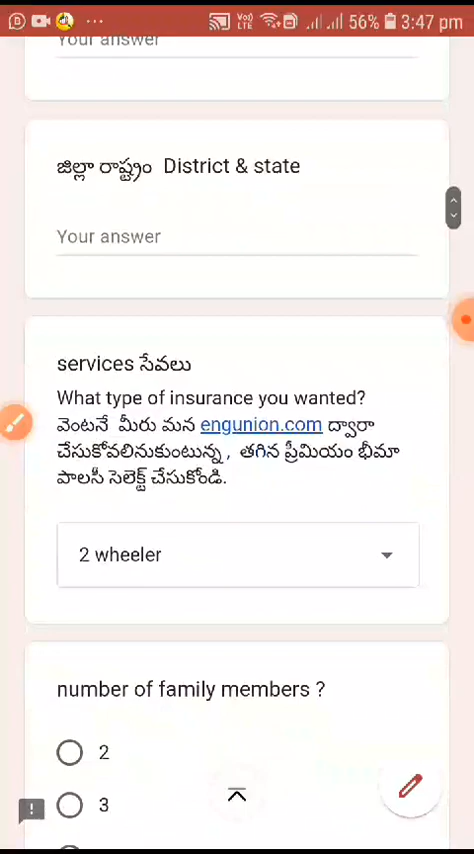 56% 3:47 pm
Your answer
జిల్లా రాష్ట్రం District & state
Your answer
services సేవలు
What type of insurance you wanted?
వెంటనే మీరు మన engunion.com ద్వారా
చేసుకోవలినుకుంటున్న , తగిన ప్రీమియం భీమా
పాలసీ సెలెక్ట్ చేసుకోండి.
2 wheeler
number of family members ?
2
3